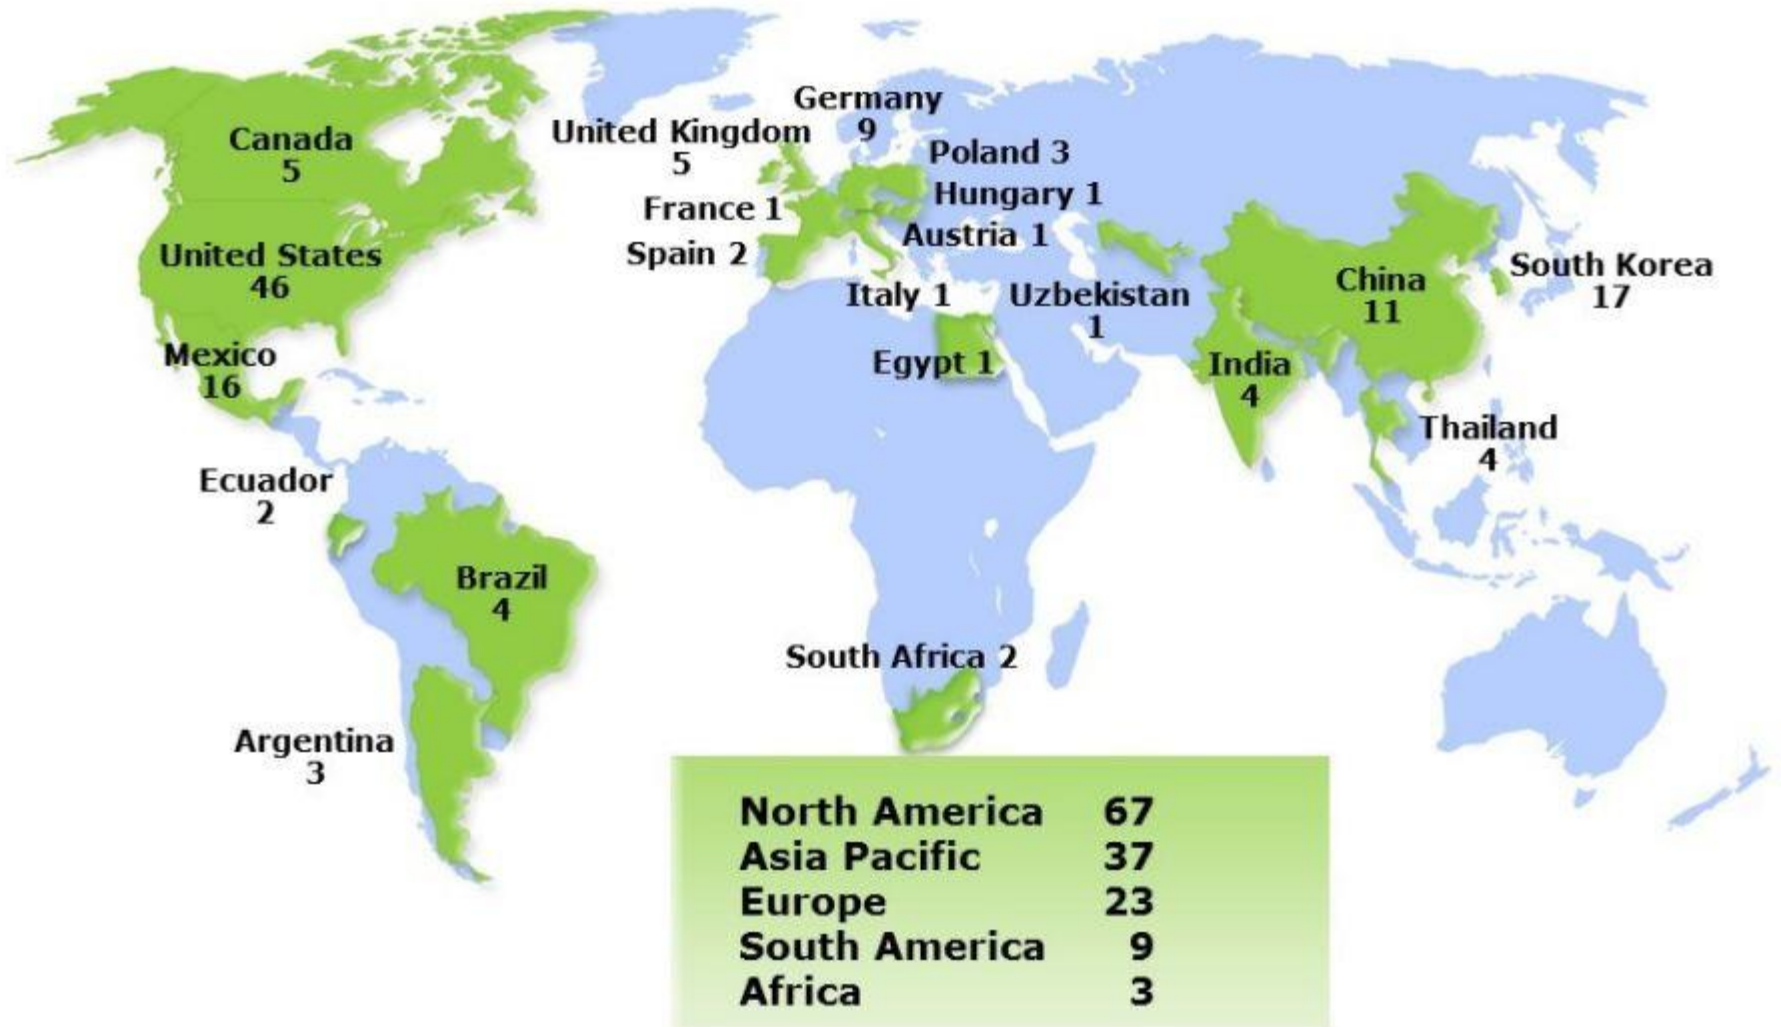 Germany
9
United Kingdom
5
Canada
5
Poland 3
Hungary 1
France 1
Austria 1
Spain 2
United States
46
South Korea
17
China
11
Italy 1
Uzbekistan
1
Mexico
16
Egypt 1
India
4
Thailand
4
Ecuador
2
Brazil
4
South Africa 2
Argentina
3
North America 67
Asia Pacific 37
Europe 23
South America 9
Africa 3